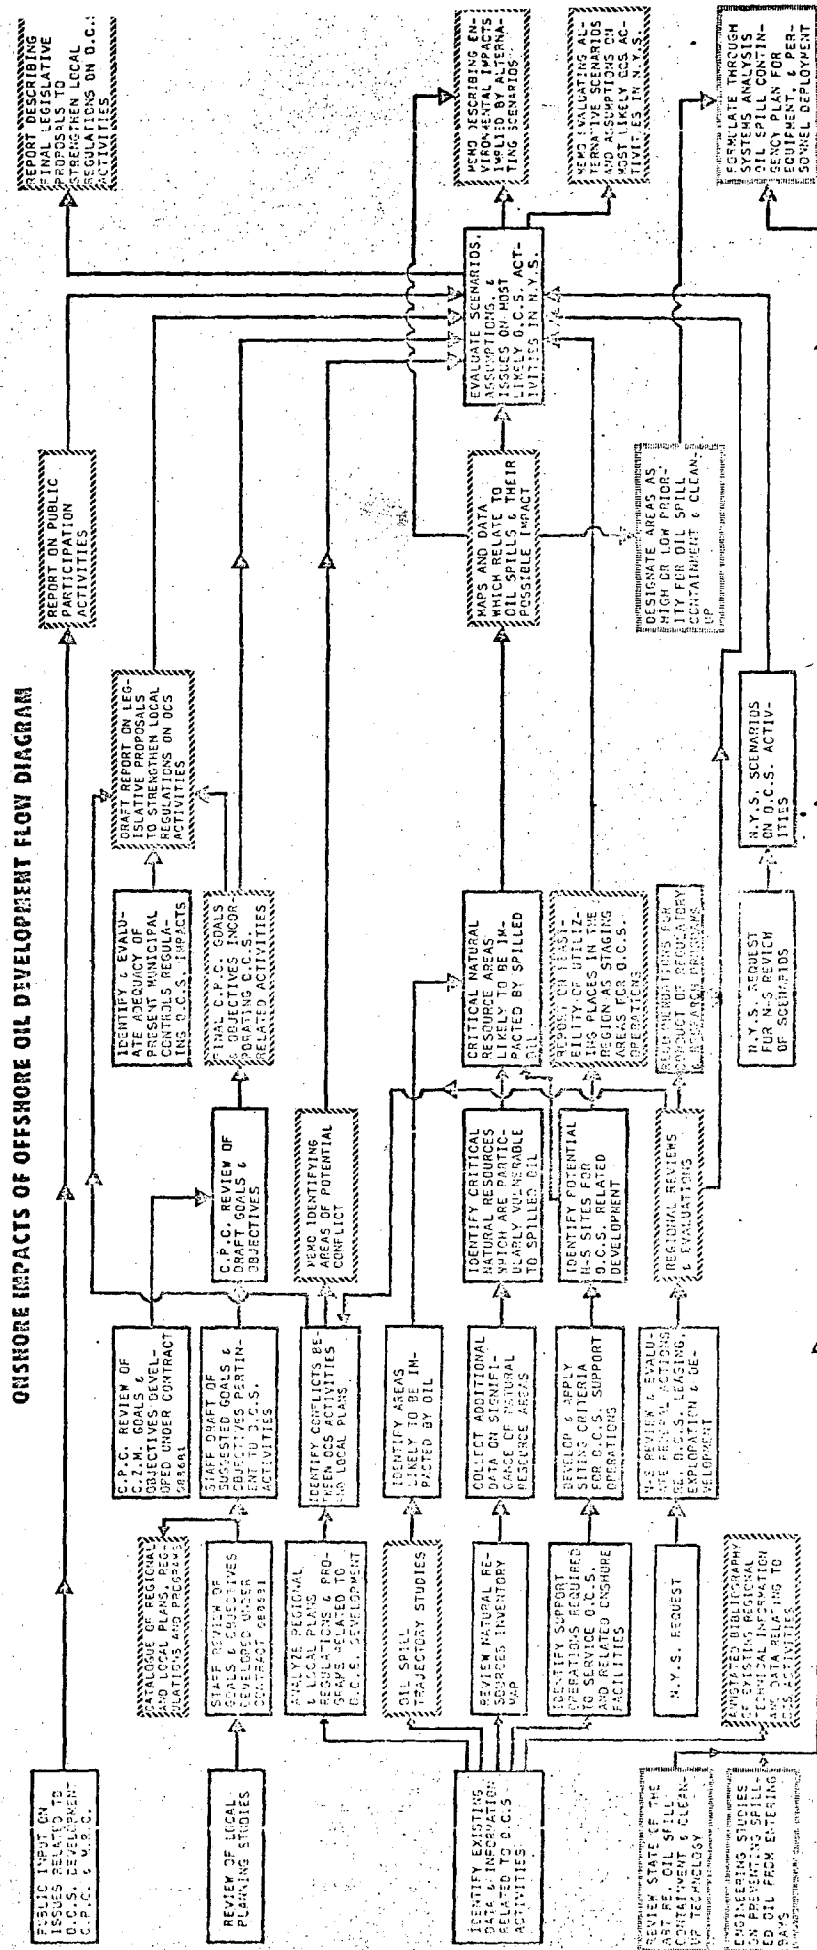 ONSHORE IMPACTS OF OFFSHORE OIL DEVELOPMENT FLOW DIAGRAM
PUBLIC INPUT ON
ISSUES RELATED TO
O.C.S. DEVELOPMENT
C.P.C. & M.R.C.
REVIEW OF LOCAL
PLANNING STUDIES
IDENTIFY EXISTING
DATA & INFORMATION
RELATED TO O.C.S.
ACTIVITIES
REVIEW STATE OF THE
ART RE. OIL SPILL
CONTAINMENT & CLEAN-
UP TECHNOLOGY
ENGINEERING STUDIES
ON PREVENTING SPILL-
ED OIL FROM ENTERING
BAYS
CATALOGUE OF REGIONAL
AND LOCAL PLANS, REG-
ULATIONS AND PROGRAMS
STAFF REVIEW OF
GOALS & OBJECTIVES
DEVELOPED UNDER
CONTRACT
ANALYZE REGIONAL
& LOCAL PLANS
REGULATIONS & PRO-
GRAMS RELATED TO
O.C.S. DEVELOPMENT
OIL SPILL
TRAJECTORY STUDIES
REVIEW NATURAL RE-
SOURCES INVENTORY
MAP
IDENTIFY SUPPORT
OPERATIONS REQUIRED
TO SERVICE O.C.S.
AND RELATED ONSHORE
FACILITIES
N.Y.S. REQUEST
ANNOTATED BIBLIOGRAPHY
OF EXISTING REGIONAL
TECHNICAL INFORMATION
AND DATA RELATING TO
OCS ACTIVITIES
C.P.C. REVIEW OF
C.Z.M. GOALS &
OBJECTIVES DEVEL-
OPED UNDER CONTRACT
STAFF DRAFT OF
SUGGESTED GOALS &
OBJECTIVES PERTIN-
ENT TO O.C.S.
ACTIVITIES
IDENTIFY CONFLICTS BE-
TWEEN OCS ACTIVITIES
AND LOCAL PLANS
IDENTIFY AREAS
LIKELY TO BE IM-
PACTED BY OIL
COLLECT ADDITIONAL
DATA ON SIGNIFI-
CANCE OF NATURAL
RESOURCE AREAS
DEVELOP & APPLY
SITING CRITERIA
FOR O.C.S. SUPPORT
OPERATIONS
N-S REVIEW & EVALU-
ATE FEDERAL ACTIONS
RE. O.C.S. LEASING,
EXPLORATION & DE-
VELOPMENT
C.P.C. REVIEW OF
DRAFT GOALS &
OBJECTIVES
MEMO IDENTIFYING
AREAS OF POTENTIAL
CONFLICT
IDENTIFY CRITICAL
NATURAL RESOURCES
WHICH ARE PARTIC-
ULARLY VULNERABLE
TO SPILLED OIL
IDENTIFY POTENTIAL
N-S SITES FOR
O.C.S. RELATED
DEVELOPMENT
REGIONAL REVIEWS
& EVALUATIONS
IDENTIFY & EVALU-
ATE ADEQUACY OF
PRESENT MUNICIPAL
CONTROLS REGULA-
ING O.C.S. IMPACTS
FINAL C.P.C. GOALS
& OBJECTIVES INCOR-
PORATING O.C.S.
RELATED ACTIVITIES
CRITICAL NATURAL
RESOURCE AREAS
LIKELY TO BE IM-
PACTED BY SPILLED
OIL
REPORT ON FEASI-
BILITY OF UTILIZ-
ING PLACES IN THE
REGION AS STAGING
AREAS FOR O.C.S.
OPERATIONS
RECOMMENDATIONS FOR
CONDUCT OF REGULATORY
& RESEARCH PROGRAMS
N.Y.S. REQUEST
FOR N-S REVIEW
OF SCENARIOS
DRAFT REPORT ON LEG-
ISLATIVE PROPOSALS
TO STRENGTHEN LOCAL
REGULATIONS ON OCS
ACTIVITIES
N.Y.S. SCENARIOS
ON O.C.S. ACTIV-
ITIES
REPORT ON PUBLIC
PARTICIPATION
ACTIVITIES
MAPS AND DATA
WHICH RELATE TO
OIL SPILLS & THEIR
POSSIBLE IMPACT
DESIGNATE AREAS AS
HIGH OR LOW PRIOR-
ITY FOR OIL SPILL
CONTAINMENT & CLEAN-
UP
EVALUATE SCENARIOS,
ASSUMPTIONS, &
ISSUES ON MOST
LIKELY O.C.S. ACT-
IVITIES IN N.Y.S.
REPORT DESCRIBING
FINAL LEGISLATIVE
PROPOSALS TO
STRENGTHEN LOCAL
REGULATIONS ON O.C.S
ACTIVITIES
MEMO DESCRIBING EN-
VIRONMENTAL IMPACTS
IMPLIED BY ALTERNA-
TING SCENARIOS
MEMO EVALUATING AL-
TERNATIVE SCENARIOS
AND ASSUMPTIONS ON
MOST LIKELY OCS AC-
TIVITIES IN N.Y.S.
FORMULATE THROUGH
SYSTEMS ANALYSIS
OIL SPILL CONTIN-
GENCY PLAN FOR
EQUIPMENT, & PER-
SONNEL DEPLOYMENT